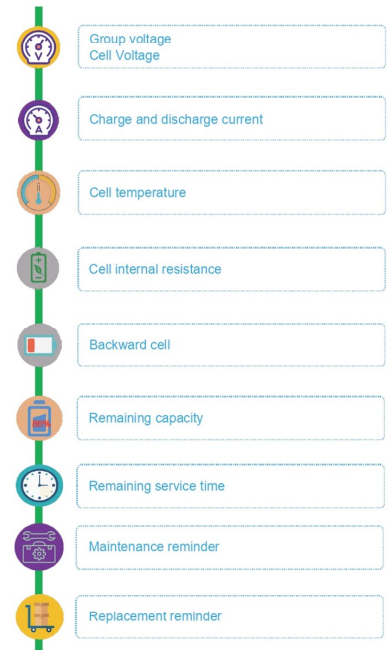 V
Group voltage
Cell Voltage
A
Charge and discharge current
Cell temperature
Cell internal resistance
Backward cell
86%
Remaining capacity
Remaining service time
Maintenance reminder
Replacement reminder